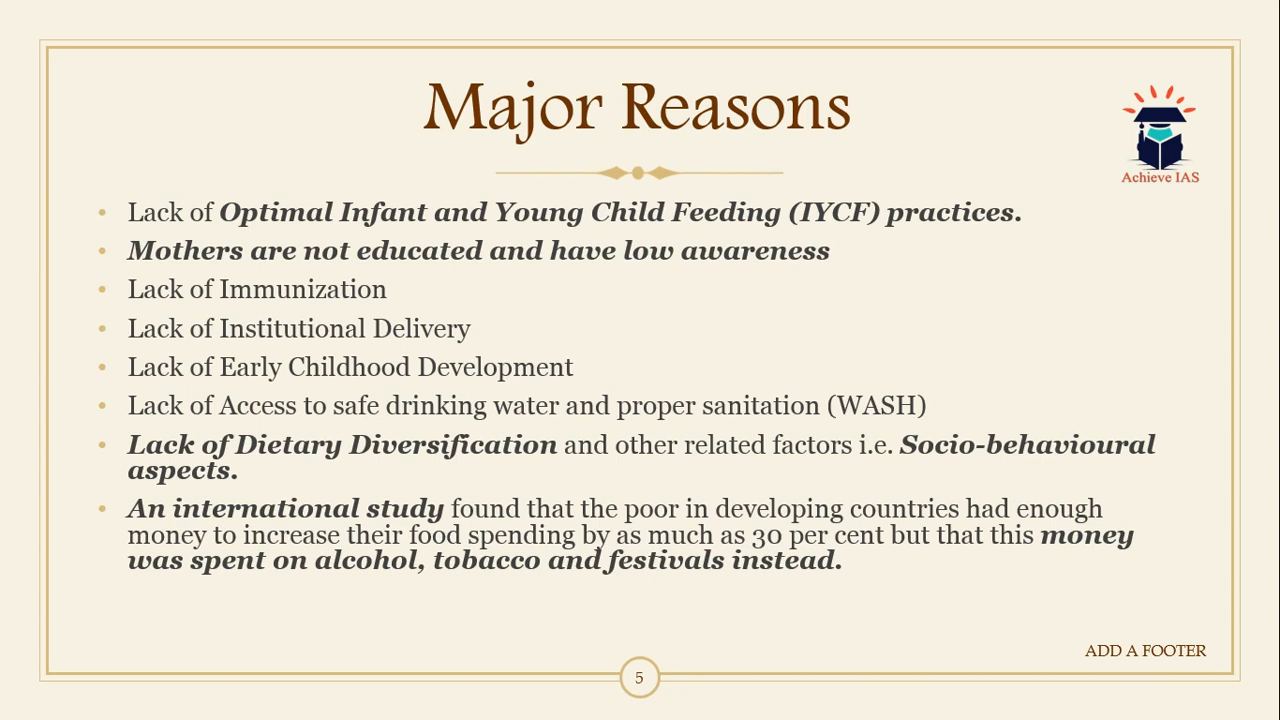 Major Reasons
Achieve IAS
• Lack of Optimal Infant and Young Child Feeding (IYCF) practices.
• Mothers are not educated and have low awareness
• Lack of Immunization
• Lack of Institutional Delivery
• Lack of Early Childhood Development
• Lack of Access to safe drinking water and proper sanitation (WASH)
• Lack of Dietary Diversification and other related factors i.e. Socio-behavioural
aspects.
• An international study found that the poor in developing countries had enough
money to increase their food spending by as much as 30 per cent but that this money
was spent on alcohol, tobacco and festivals instead.
ADD A FOOTER
5